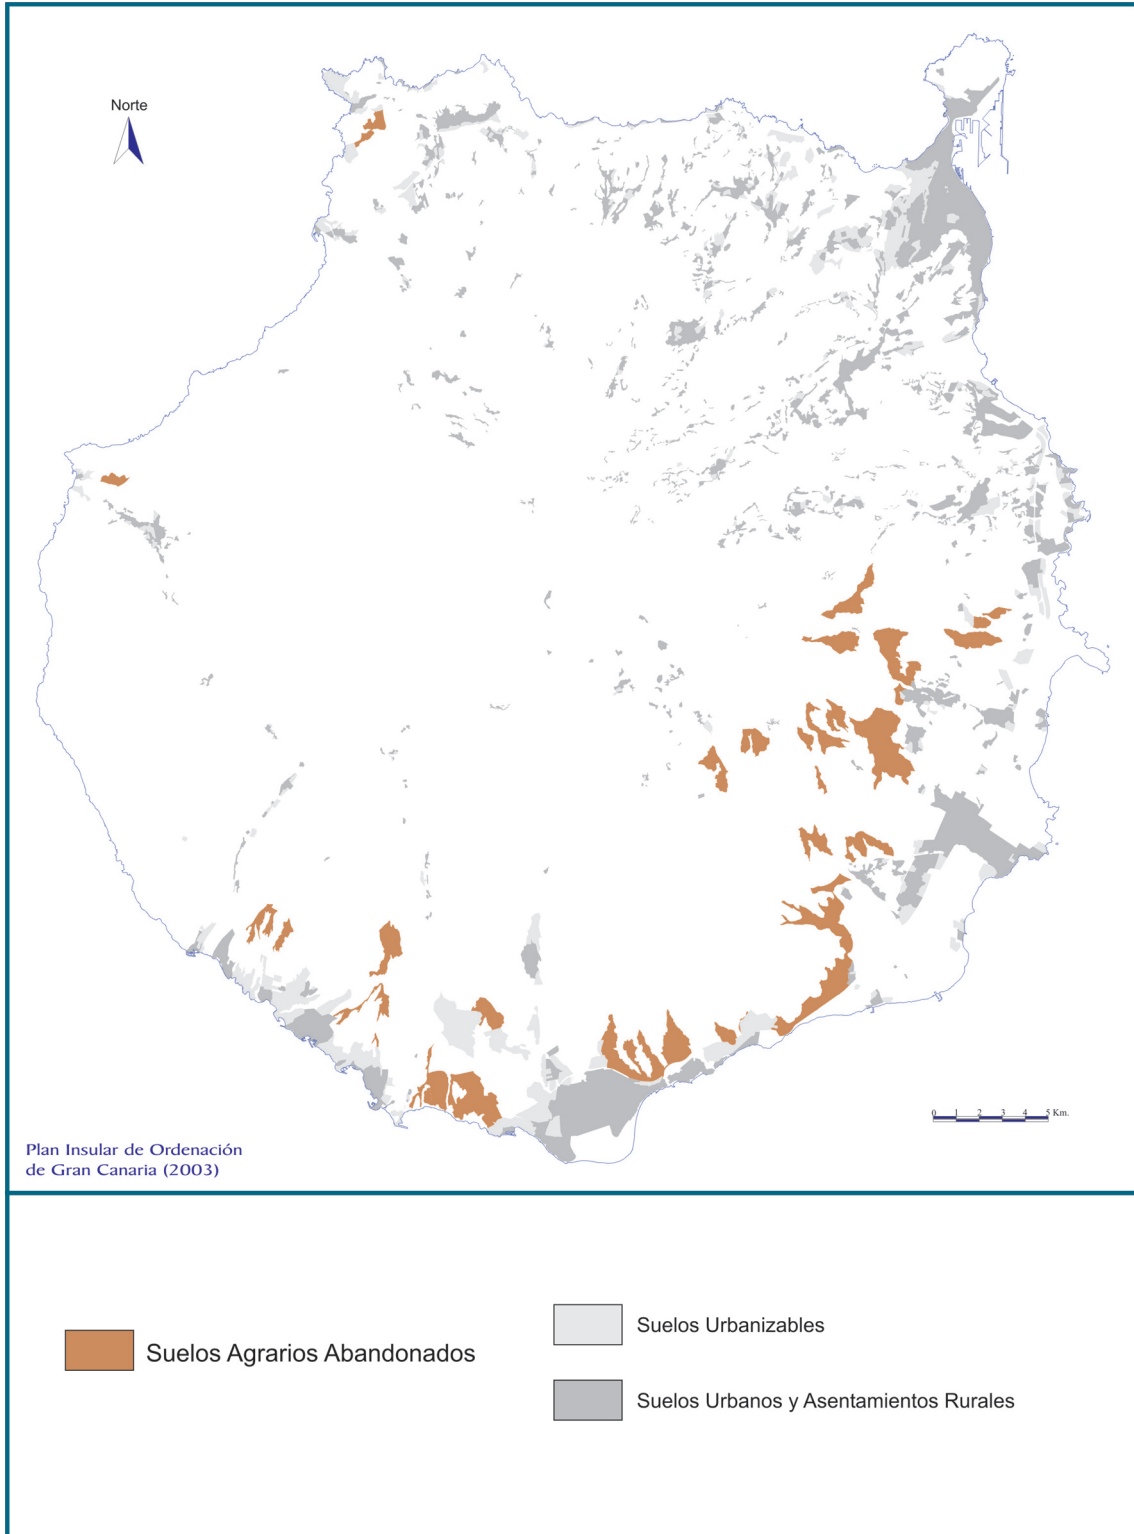 Norte
0 1 2 3 4 5 Km.
Plan Insular de Ordenación
de Gran Canaria (2003)
Suelos Agrarios Abandonados
Suelos Urbanizables
Suelos Urbanos y Asentamientos Rurales